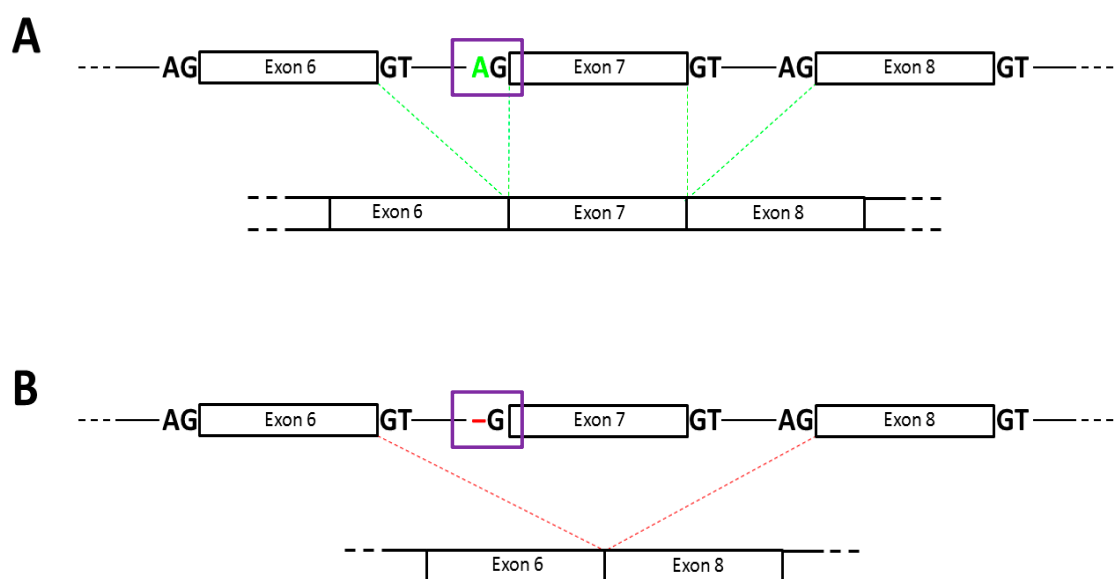 A
AG Exon 6 GT AG Exon 7 GT AG Exon 8 GT
Exon 6 Exon 7 Exon 8
B
AG Exon 6 GT -G Exon 7 GT AG Exon 8 GT
Exon 6 Exon 8